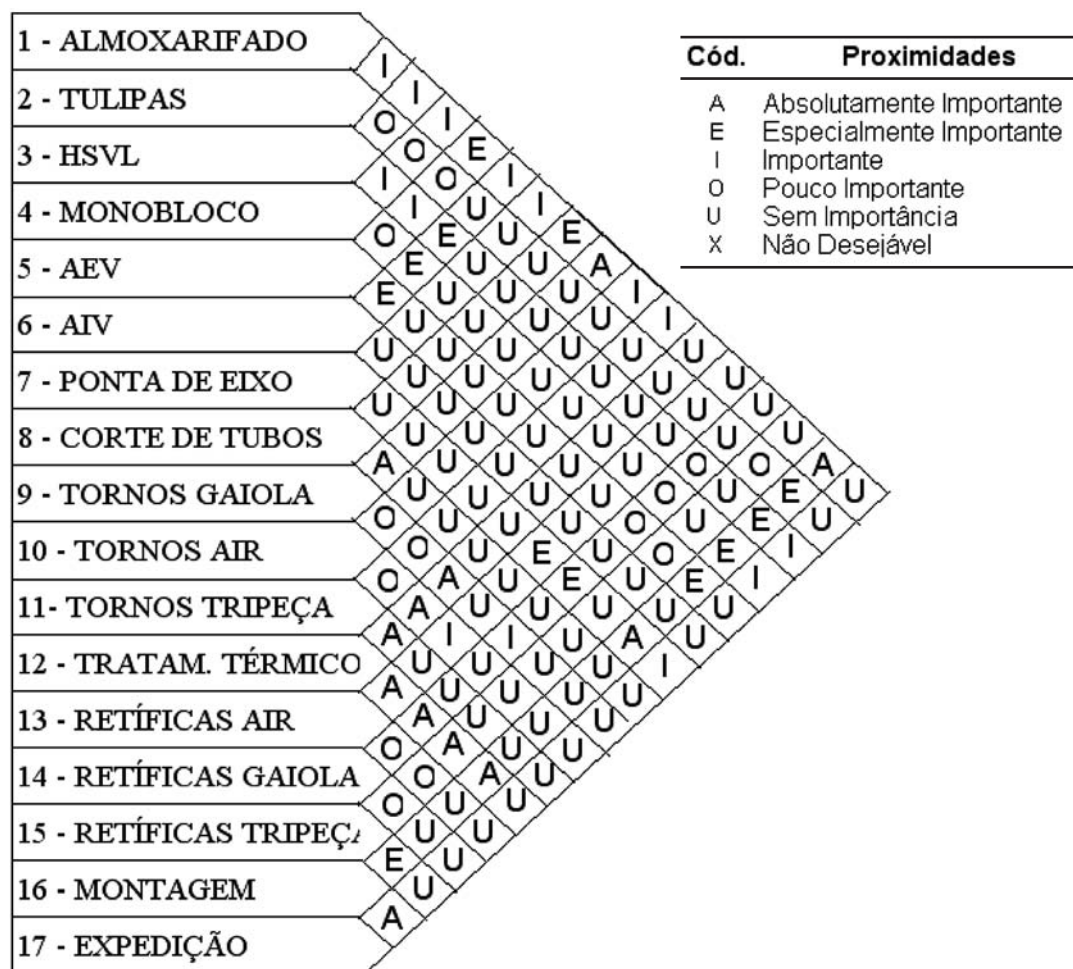 1 - ALMOXARIFADO
I I I E I I E A I I U U U U A U
2 - TULIPAS
O O O U U U U U U U U U O E U
3 - HSVL
I I E U U U U U U U O U E I
4 - MONOBLOCO
O E U U U U U U U O U E I
5 - AEV
E U U U U U U U O O E U
6 - AIV
U U U U U U U U U U U
7 - PONTA DE EIXO
U U U U U E E U A I
8 - CORTE DE TUBOS
A U U U U U U U U
9 - TORNOS GAIOLA
O O A U I U U U
10 - TORNOS AIR
O A I U U U U
11- TORNOS TRIPEÇA
A U U U U U
12 - TRATAM. TÉRMICO
A A A A U
13 - RETÍFICAS AIR
O O U U
14 - RETÍFICAS GAIOLA
O U U
15 - RETÍFICAS TRIPEÇA
E U
16 - MONTAGEM
A
17 - EXPEDIÇÃO
Cód. Proximidades
A Absolutamente Importante
E Especialmente Importante
I Importante
O Pouco Importante
U Sem Importância
X Não Desejável